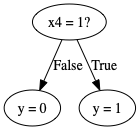 x4 = 1?
False True
y = 0 y = 1